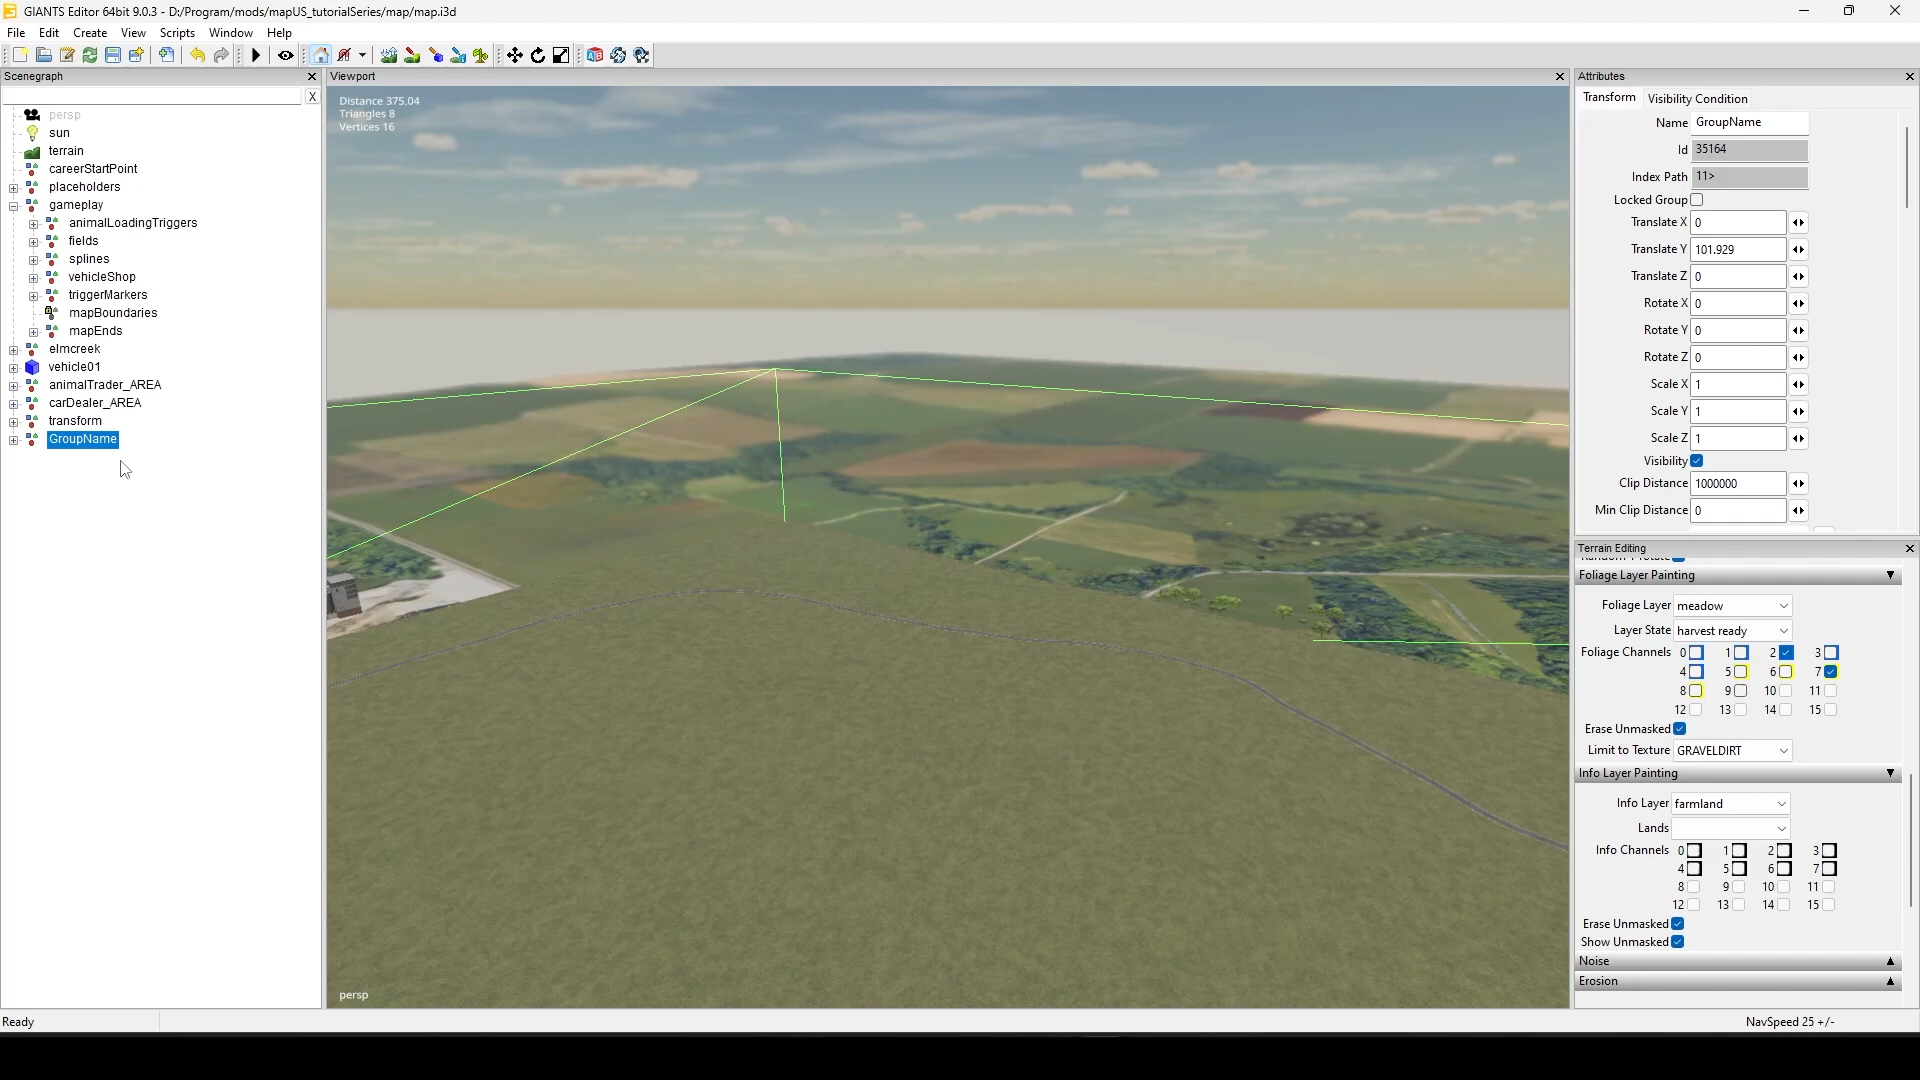 GIANTS Editor 64bit 9.0.3 - D:/Program/mods/mapUS_tutorialSeries/map/map.i3d
File Edit Create View Scripts Window Help
Scenegraph
X
persp
sun
terrain
careerStartPoint
placeholders
gameplay
animalLoadingTriggers
fields
splines
vehicleShop
triggerMarkers
mapBoundaries
mapEnds
elmcreek
vehicle01
animalTrader_AREA
carDealer_AREA
transform
GroupName
Viewport
Distance 375.04
Triangles 8
Vertices 16
persp
Attributes
Transform Visibility Condition
Name GroupName
Id 35164
Index Path 11>
Locked Group
Translate X 0
Translate Y 101.929
Translate Z 0
Rotate X 0
Rotate Y 0
Rotate Z 0
Scale X 1
Scale Y 1
Scale Z 1
Visibility
Clip Distance 1000000
Min Clip Distance 0
Terrain Editing
Foliage Layer Painting
Foliage Layer meadow
Layer State harvest ready
Foliage Channels 0 1 2 3
4 5 6 7
8 9 10 11
12 13 14 15
Erase Unmasked
Limit to Texture GRAVELDIRT
Info Layer Painting
Info Layer farmland
Lands
Info Channels 0 1 2 3
4 5 6 7
8 9 10 11
12 13 14 15
Erase Unmasked
Show Unmasked
Noise
Erosion
Ready
NavSpeed 25 +/-